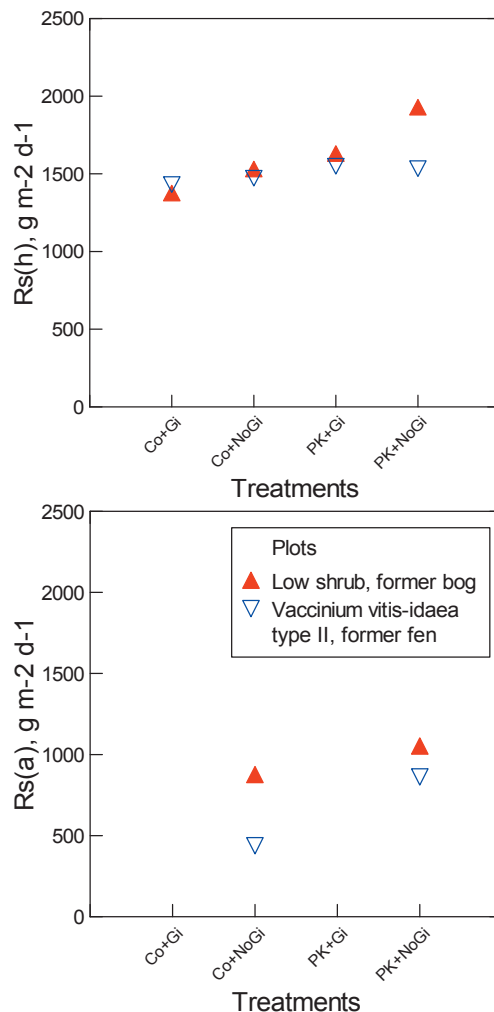 2500
2000
1500
1000
500
0
Rs(h), g m-2 d-1
Co+Gi
Co+NoGi
PK+Gi
PK+NoGi
Treatments
2500
2000
1500
1000
500
0
Rs(a), g m-2 d-1
Plots
Low shrub, former bog
Vaccinium vitis-idaea
type II, former fen
Co+Gi
Co+NoGi
PK+Gi
PK+NoGi
Treatments